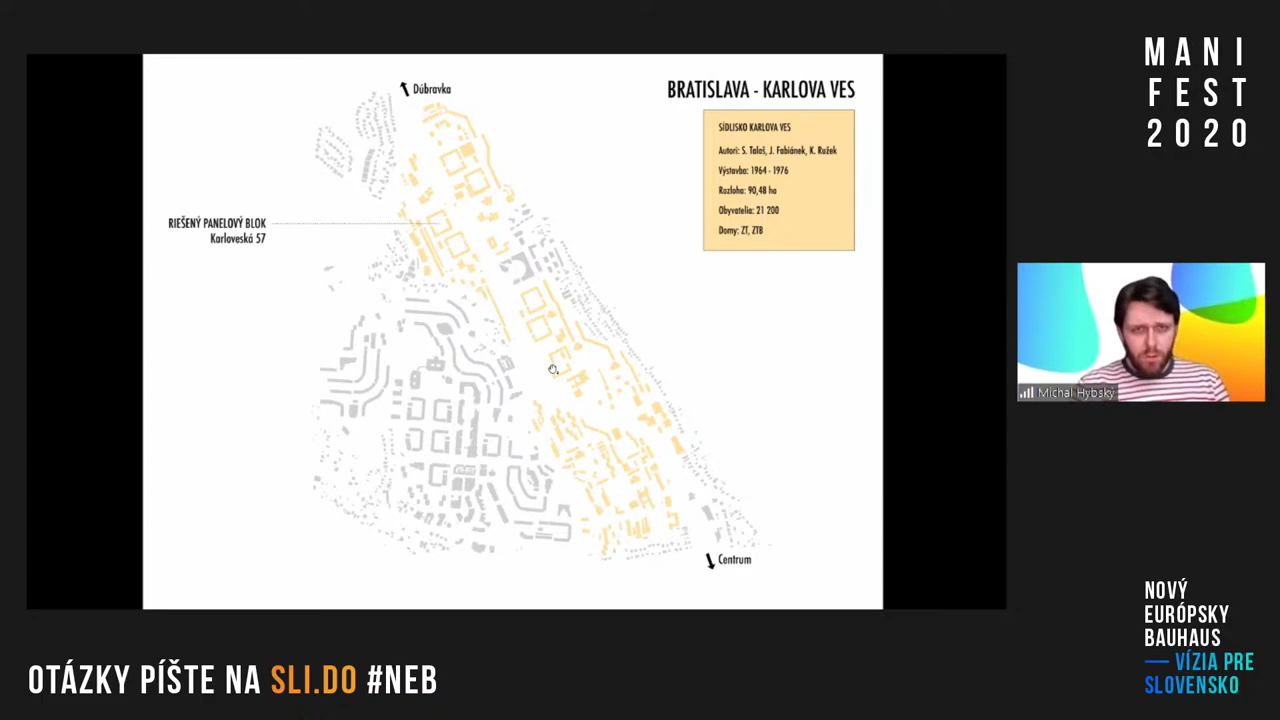 MANI
FEST
2020
Dúbravka
BRATISLAVA - KARLOVA VES
SÍDLISKO KARLOVA VES
Autori: S. Talaš, J. Fabiánek, K. Ružek
Výstavba: 1964 - 1976
Rozloha: 90,48 ha
Obyvatelia: 21 200
Domy: ZT, ZTB
RIEŠENÝ PANELOVÝ BLOK
Karloveská 57
Michal Hybský
Centrum
NOVÝ
EURÓPSKY
BAUHAUS
— VÍZIA PRE
SLOVENSKO
OTÁZKY PÍŠTE NA SLI.DO #NEB